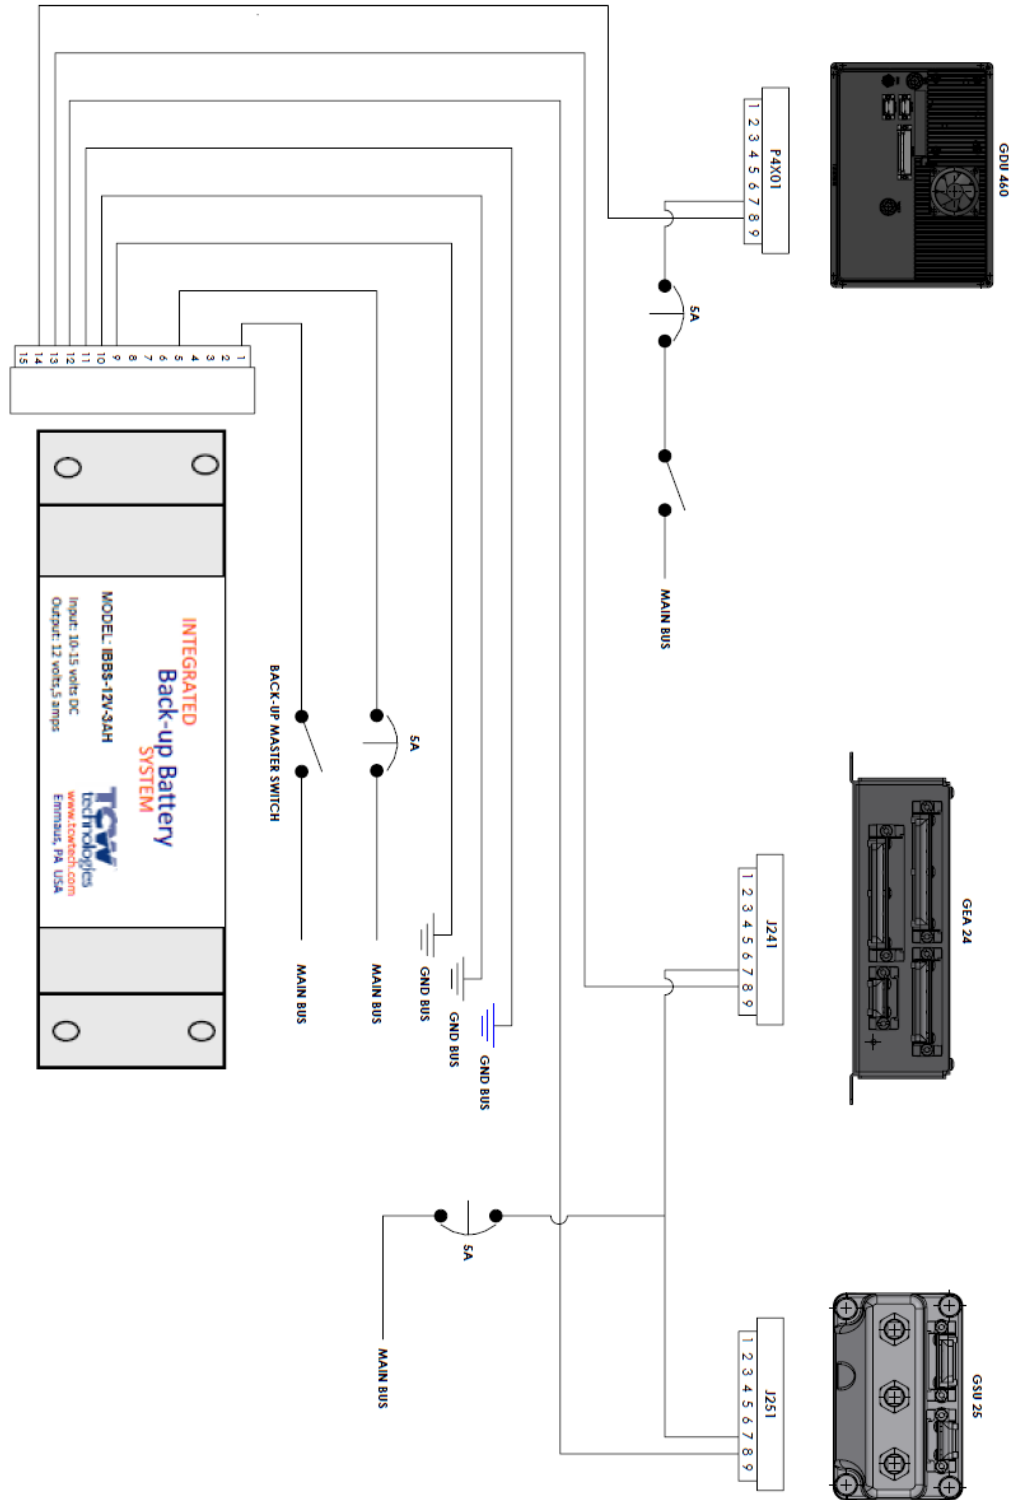 GDU 460
P4X01
1 2 3 4 5 6 7 8 9
5A
MAIN BUS
GEA 24
J241
1 2 3 4 5 6 7 8 9
GSU 25
J251
1 2 3 4 5 6 7 8 9
5A
MAIN BUS
GND BUS
GND BUS
GND BUS
5A
MAIN BUS
BACK-UP MASTER SWITCH
MAIN BUS
15 14 13 12 11 10 9 8 7 6 5 4 3 2 1
INTEGRATED
Back-up Battery
SYSTEM
MODEL: IBBS-12V-3AH
Input: 10-15 volts DC
Output: 12 volts,5 amps
TCW
technologies
www.tcwtech.com
Emmaus, PA USA